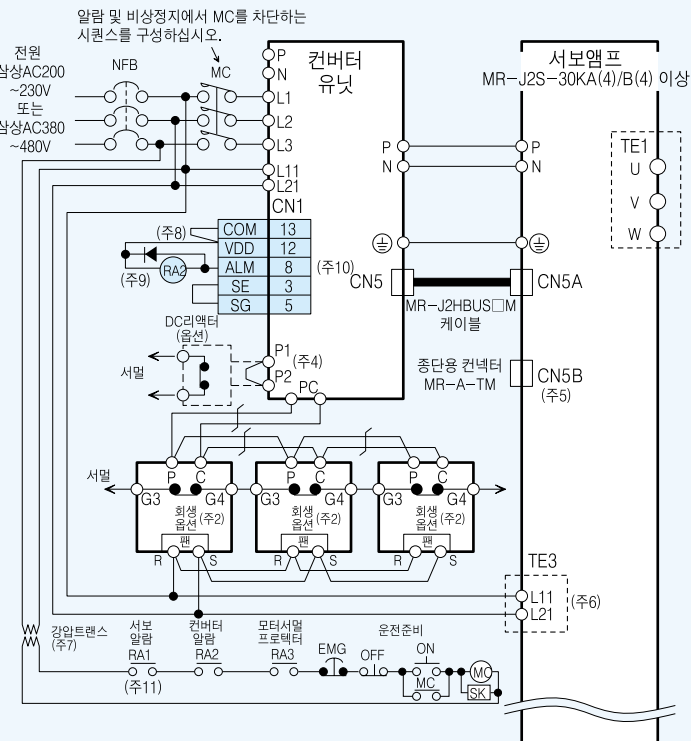 알람 및 비상정지에서 MC를 차단하는
시퀀스를 구성하십시오.
전원
삼상AC200
~230V
또는
삼상AC380
~480V
NFB
MC
P
N
L1
L2
L3
L11
L21
컨버터
유닛
서보앰프
MR-J2S-30KA(4)/B(4) 이상
P
N
P
N
TE1
U
V
W
CN1
COM 13
VDD 12
ALM 8
SE 3
SG 5
(주8)
(주9)
RA2
(주10)
CN5
CN5A
MR-J2HBUS□M
케이블
DC리액터
(옵션)
서멀
P1
P2
(주4)
PC
종단용 컨넥터
MR-A-TM
CN5B
(주5)
서멀
P C
G3 G4
회생
옵션 (주2)
팬
R S
P C
G3 G4
회생
옵션 (주2)
팬
R S
P C
G3 G4
회생
옵션 (주2)
팬
R S
TE3
L11
L21
(주6)
강압트랜스
(주7)
서보
알람
RA1
(주11)
컨버터
알람
RA2
모터서멀
프로텍터
RA3
EMG
OFF
운전준비
ON
MC
MC
SK